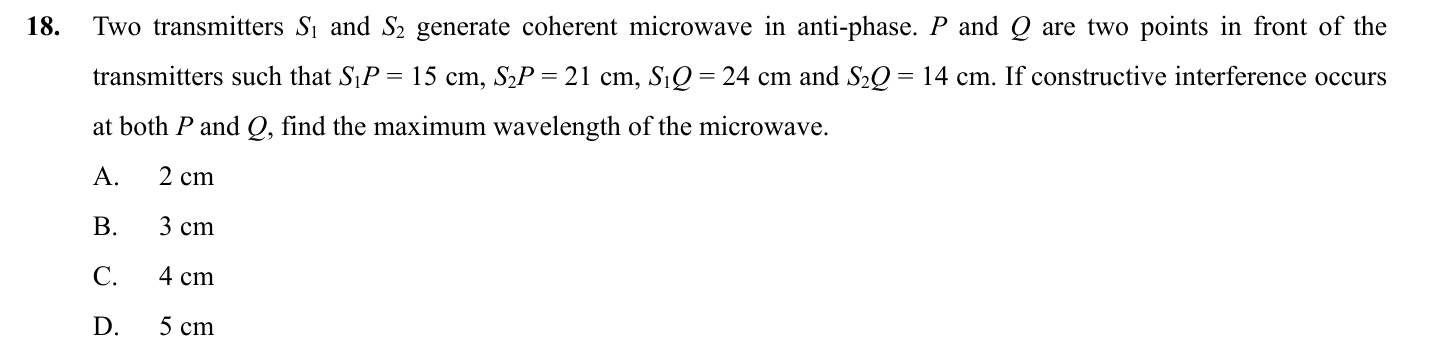 18. Two transmitters S₁ and S₂ generate coherent microwave in anti-phase. P and Q are two points in front of the
transmitters such that S₁P = 15 cm, S₂P = 21 cm, S₁Q = 24 cm and S₂Q = 14 cm. If constructive interference occurs
at both P and Q, find the maximum wavelength of the microwave.
A. 2 cm
B. 3 cm
C. 4 cm
D. 5 cm